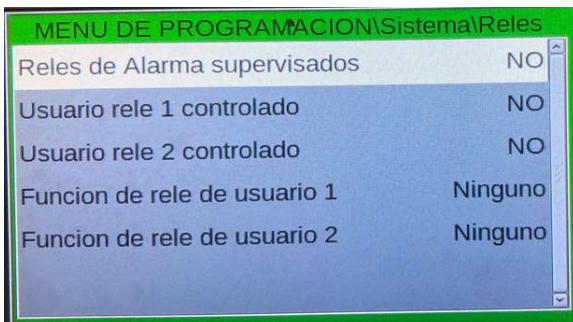 MENU DE PROGRAMACION\Sistema\Reles
Reles de Alarma supervisados NO
Usuario rele 1 controlado NO
Usuario rele 2 controlado NO
Funcion de rele de usuario 1 Ninguno
Funcion de rele de usuario 2 Ninguno